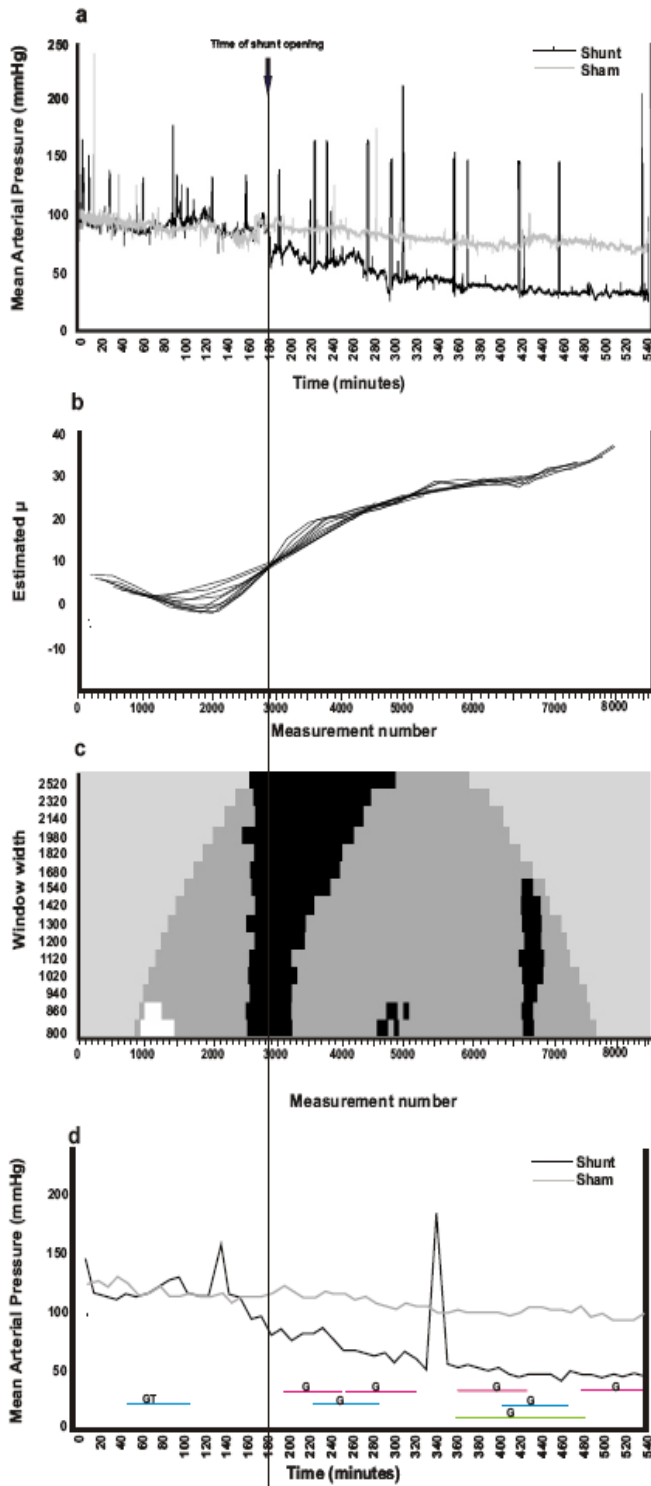 a
Time of shunt opening
Shunt
Sham
Mean Arterial Pressure (mmHg)
250
200
150
100
50
0
0 20 40 60 80 100 120 140 160 180 200 220 240 260 280 300 320 340 360 380 400 420 440 460 480 500 520 540
Time (minutes)
b
Estimated µ
40
30
20
10
0
-10
0 1000 2000 3000 4000 5000 6000 7000 8000
Measurement number
c
Window width
2520
2320
2140
1980
1820
1680
1540
1420
1300
1200
1120
1020
940
860
800
0 1000 2000 3000 4000 5000 6000 7000 8000
Measurement number
d
Shunt
Sham
Mean Arterial Pressure (mmHg)
200
150
100
50
0
G G G G
GT G G
G
0 20 40 60 80 100 120 140 160 180 200 220 240 260 280 300 320 340 360 380 400 420 440 460 480 500 520 540
Time (minutes)